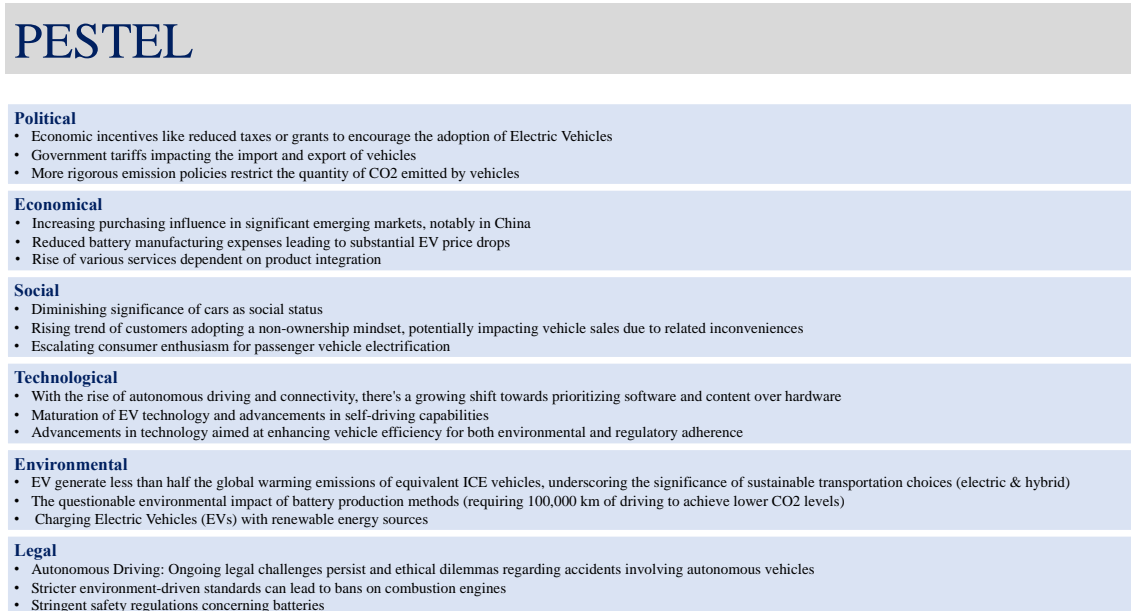 PESTEL
Political
• Economic incentives like reduced taxes or grants to encourage the adoption of Electric Vehicles
• Government tariffs impacting the import and export of vehicles
• More rigorous emission policies restrict the quantity of CO2 emitted by vehicles
Economical
• Increasing purchasing influence in significant emerging markets, notably in China
• Reduced battery manufacturing expenses leading to substantial EV price drops
• Rise of various services dependent on product integration
Social
• Diminishing significance of cars as social status
• Rising trend of customers adopting a non-ownership mindset, potentially impacting vehicle sales due to related inconveniences
• Escalating consumer enthusiasm for passenger vehicle electrification
Technological
• With the rise of autonomous driving and connectivity, there's a growing shift towards prioritizing software and content over hardware
• Maturation of EV technology and advancements in self-driving capabilities
• Advancements in technology aimed at enhancing vehicle efficiency for both environmental and regulatory adherence
Environmental
• EV generate less than half the global warming emissions of equivalent ICE vehicles, underscoring the significance of sustainable transportation choices (electric & hybrid)
• The questionable environmental impact of battery production methods (requiring 100,000 km of driving to achieve lower CO2 levels)
• Charging Electric Vehicles (EVs) with renewable energy sources
Legal
• Autonomous Driving: Ongoing legal challenges persist and ethical dilemmas regarding accidents involving autonomous vehicles
• Stricter environment-driven standards can lead to bans on combustion engines
• Stringent safety regulations concerning batteries